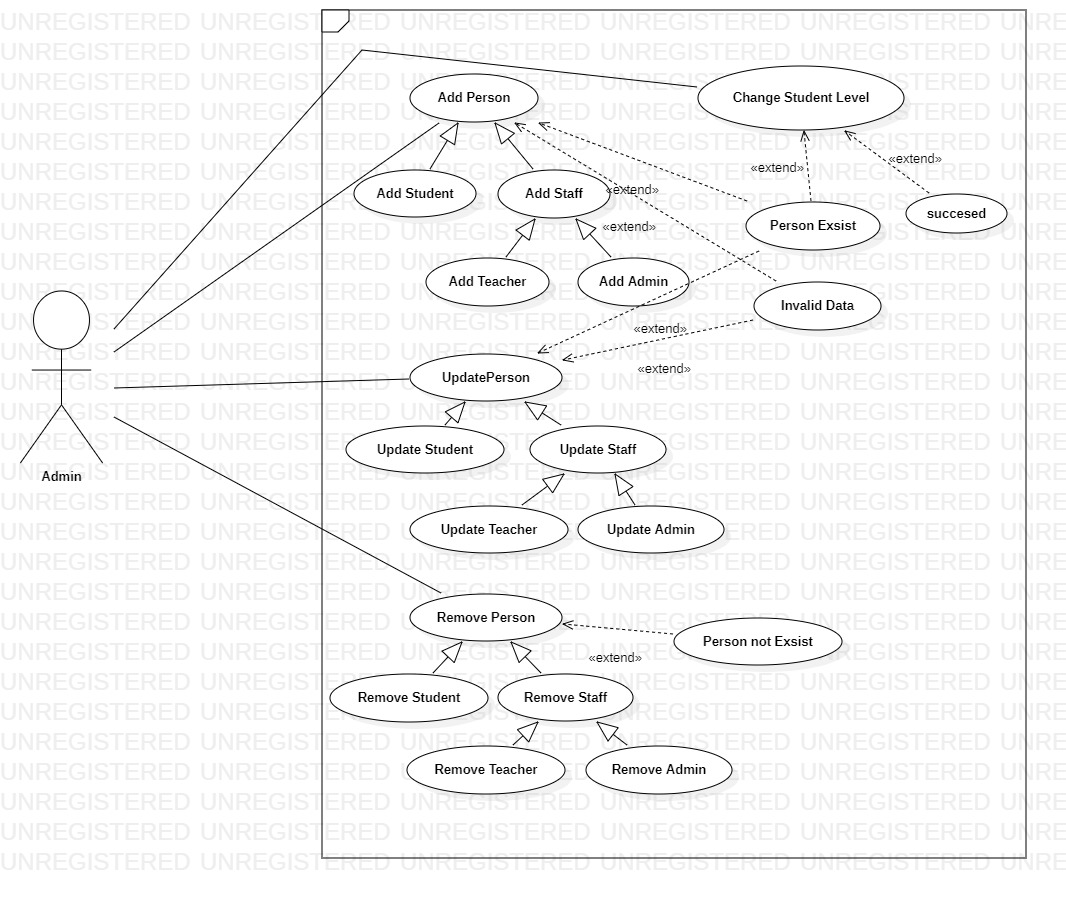 Add Person
Change Student Level
«extend»
«extend»
Add Student
Add Staff
«extend»
succesed
«extend»
Person Exsist
Add Teacher
Add Admin
Invalid Data
«extend»
«extend»
UpdatePerson
Update Student
Update Staff
Admin
Update Teacher
Update Admin
Remove Person
Person not Exsist
«extend»
Remove Student
Remove Staff
Remove Teacher
Remove Admin
UNREGISTERED